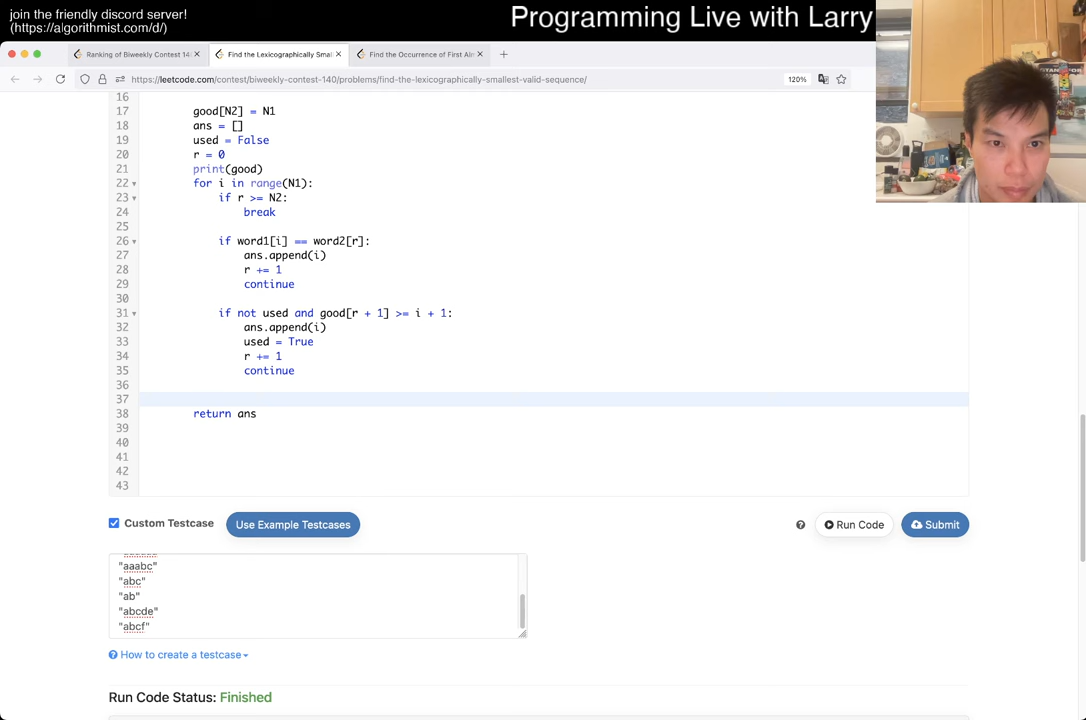 join the friendly discord server!
(https://algorithmist.com/d/)
Programming Live with Larry
Ranking of Biweekly Contest 14
Find the Lexicographically Smal
Find the Occurrence of First Alm
https://leetcode.com/contest/biweekly-contest-140/problems/find-the-lexicographically-smallest-valid-sequence/
120%
16
17 good[N2] = N1
18 ans = []
19 used = False
20 r = 0
21 print(good)
22 for i in range(N1):
23 if r >= N2:
24 break
25
26 if word1[i] == word2[r]:
27 ans.append(i)
28 r += 1
29 continue
30
31 if not used and good[r + 1] >= i + 1:
32 ans.append(i)
33 used = True
34 r += 1
35 continue
36
37
38 return ans
39
40
41
42
43
Custom Testcase
Use Example Testcases
Run Code
Submit
"aaabc"
"abc"
"ab"
"abcde"
"abcf"
How to create a testcase
Run Code Status: Finished